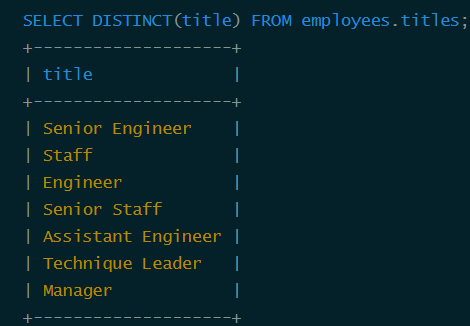 SELECT DISTINCT(title) FROM employees.titles;
+--------------------+
| title              |
+--------------------+
| Senior Engineer    |
| Staff              |
| Engineer           |
| Senior Staff       |
| Assistant Engineer |
| Technique Leader   |
| Manager            |
+--------------------+